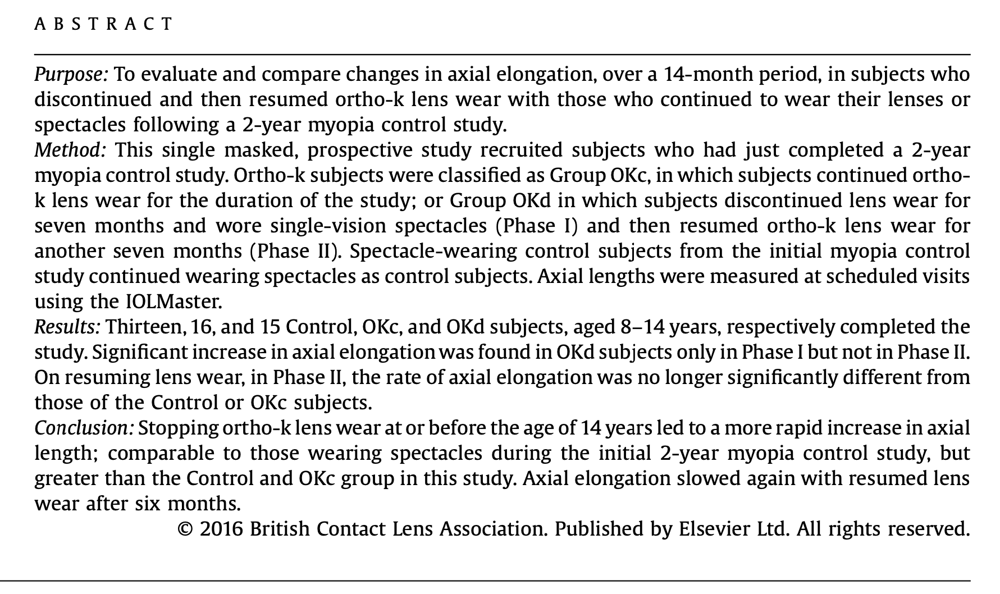 A B S T R A C T
Purpose: To evaluate and compare changes in axial elongation, over a 14-month period, in subjects who
discontinued and then resumed ortho-k lens wear with those who continued to wear their lenses or
spectacles following a 2-year myopia control study.
Method: This single masked, prospective study recruited subjects who had just completed a 2-year
myopia control study. Ortho-k subjects were classified as Group OKc, in which subjects continued ortho-
k lens wear for the duration of the study; or Group OKd in which subjects discontinued lens wear for
seven months and wore single-vision spectacles (Phase I) and then resumed ortho-k lens wear for
another seven months (Phase II). Spectacle-wearing control subjects from the initial myopia control
study continued wearing spectacles as control subjects. Axial lengths were measured at scheduled visits
using the IOLMaster.
Results: Thirteen, 16, and 15 Control, OKc, and OKd subjects, aged 8–14 years, respectively completed the
study. Significant increase in axial elongation was found in OKd subjects only in Phase I but not in Phase II.
On resuming lens wear, in Phase II, the rate of axial elongation was no longer significantly different from
those of the Control or OKc subjects.
Conclusion: Stopping ortho-k lens wear at or before the age of 14 years led to a more rapid increase in axial
length; comparable to those wearing spectacles during the initial 2-year myopia control study, but
greater than the Control and OKc group in this study. Axial elongation slowed again with resumed lens
wear after six months.
© 2016 British Contact Lens Association. Published by Elsevier Ltd. All rights reserved.